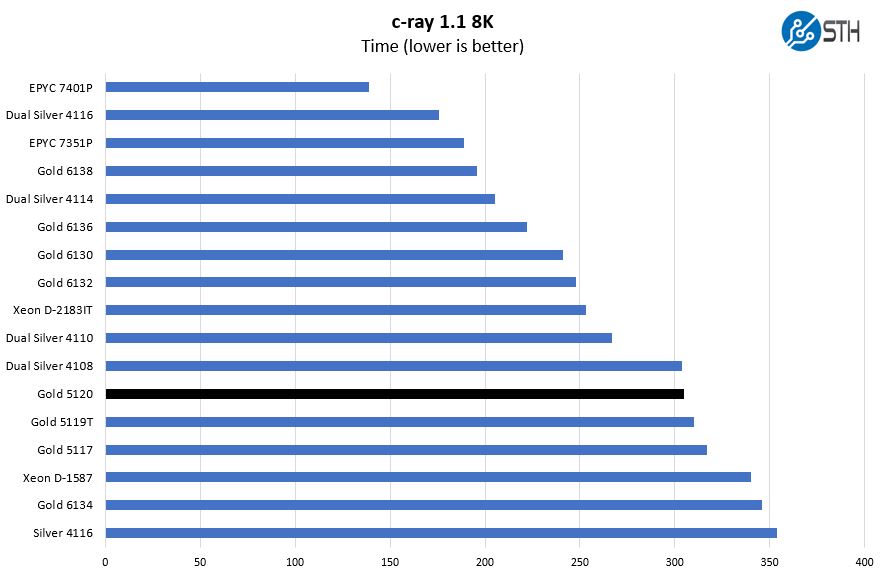 c-ray 1.1 8K
Time (lower is better)
STH
EPYC 7401P
Dual Silver 4116
EPYC 7351P
Gold 6138
Dual Silver 4114
Gold 6136
Gold 6130
Gold 6132
Xeon D-2183IT
Dual Silver 4110
Dual Silver 4108
Gold 5120
Gold 5119T
Gold 5117
Xeon D-1587
Gold 6134
Silver 4116
0 50 100 150 200 250 300 350 400